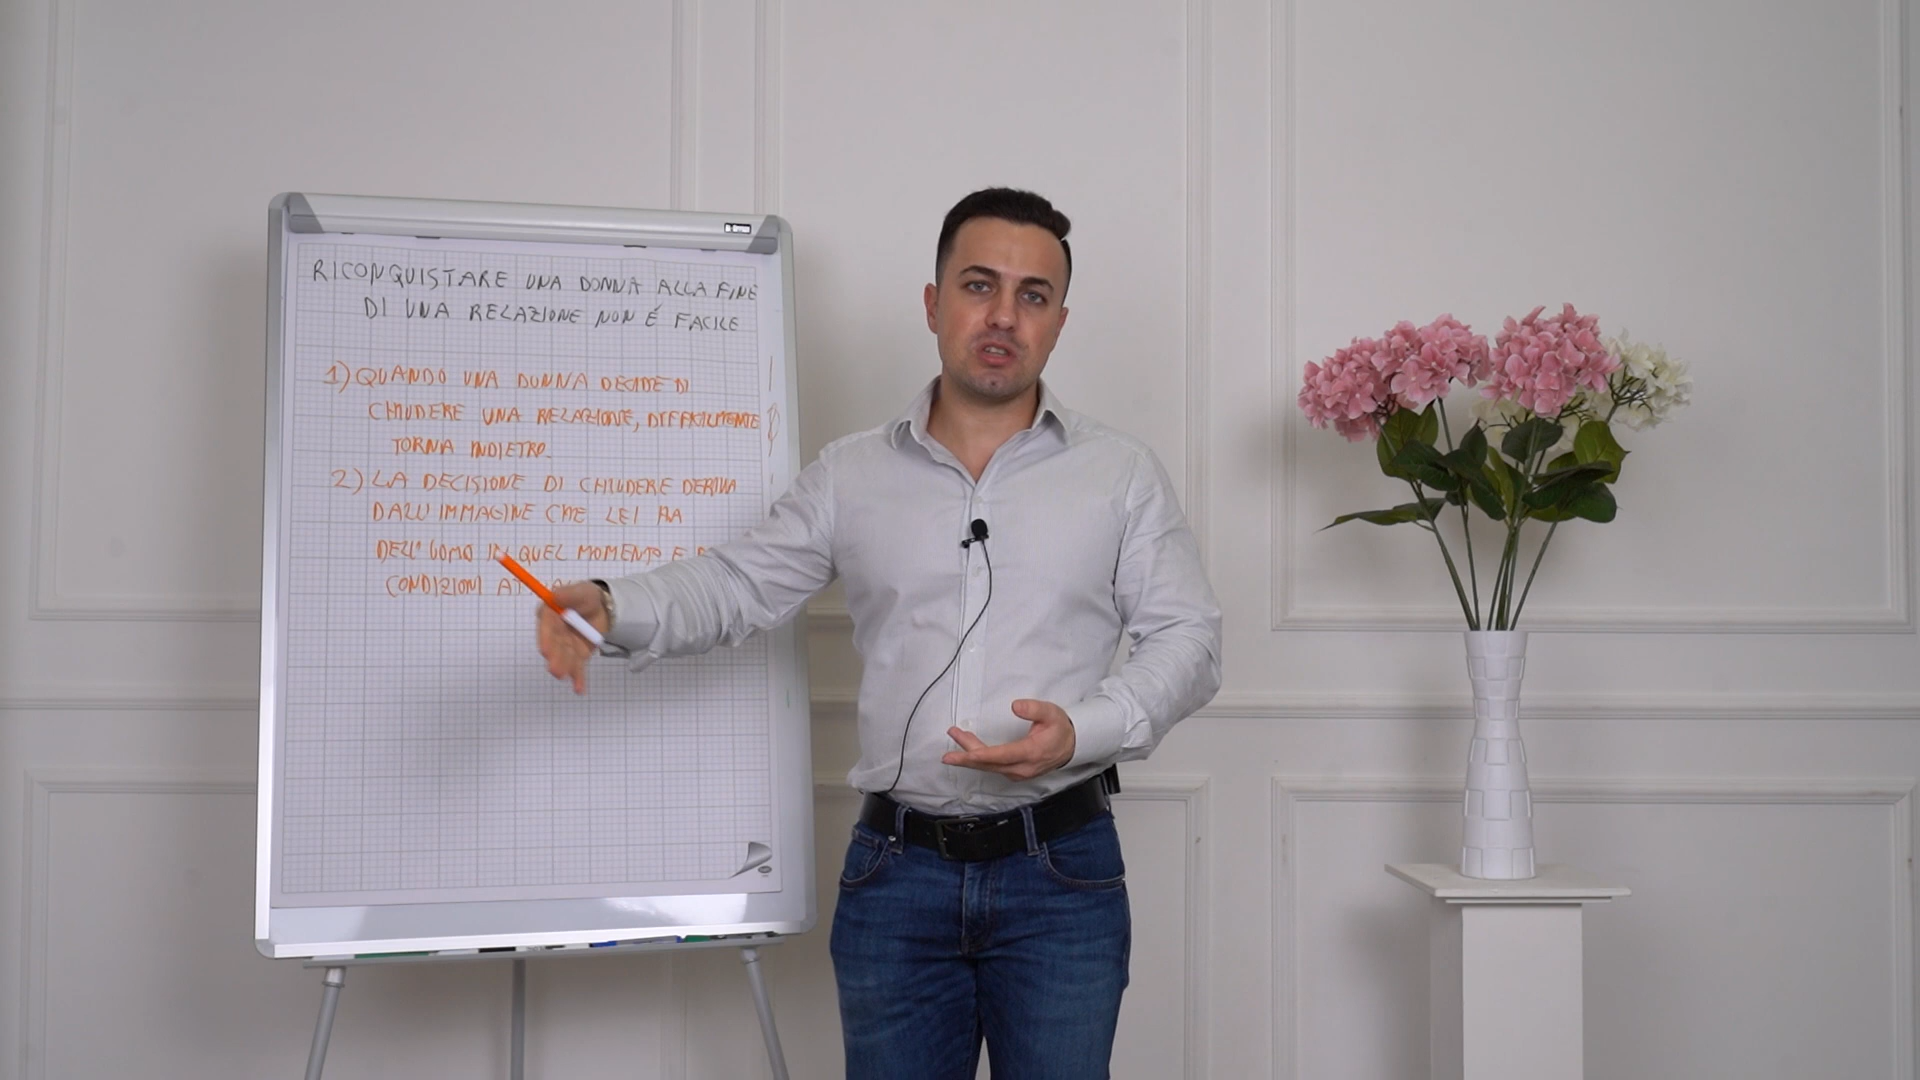 RICONQUISTARE UNA DONNA ALLA FINE
DI UNA RELAZIONE NON É FACILE
1) QUANDO UNA DONNA DECIDE DI
CHIUDERE UNA RELAZIONE, DIFFICILMENTE
TORNA INDIETRO.
2) LA DECISIONE DI CHIUDERE DERIVA
DALL'IMMAGINE CHE LEI HA
DELL'UOMO IN QUEL MOMENTO E
CONDIZIONI